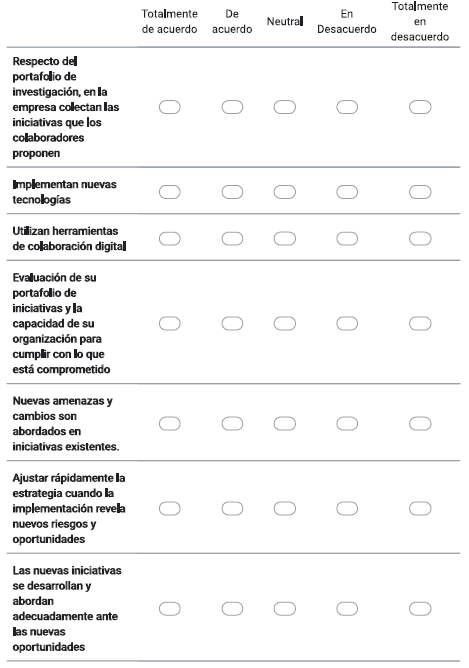 Totalmente de acuerdo
De acuerdo
Neutral
En Desacuerdo
Totalmente en desacuerdo
Respecto del
portafolio de
investigación, en la
empresa colectan las
iniciativas que los
colaboradores
proponen
Implementan nuevas
tecnologías
Utilizan herramientas
de colaboración digital
Evaluación de su
portafolio de
iniciativas y la
capacidad de su
organización para
cumplir con lo que
está comprometido
Nuevas amenazas y
cambios son
abordados en
iniciativas existentes.
Ajustar rápidamente la
estrategia cuando la
implementación revela
nuevos riesgos y
oportunidades
Las nuevas iniciativas
se desarrollan y
abordan
adecuadamente ante
las nuevas
oportunidades